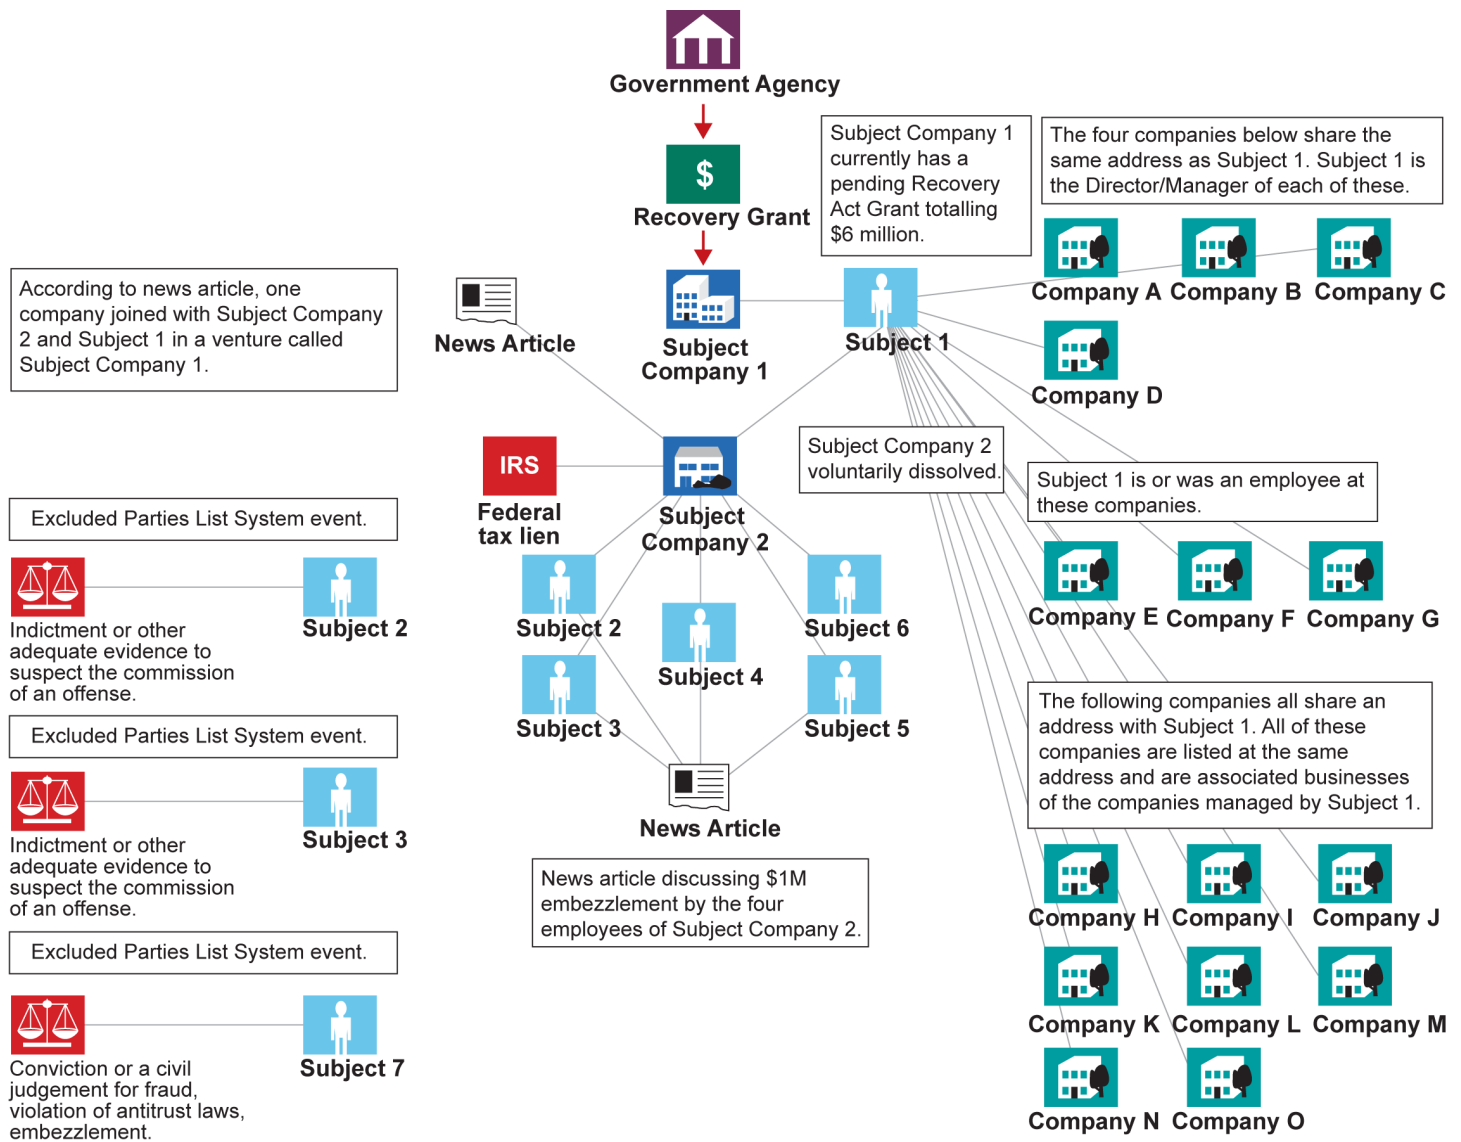 Government Agency
$
Recovery Grant
Subject Company 1
currently has a
pending Recovery
Act Grant totalling
$6 million.
The four companies below share the
same address as Subject 1. Subject 1 is
the Director/Manager of each of these.
Company A
Company B
Company C
Company D
According to news article, one
company joined with Subject Company
2 and Subject 1 in a venture called
Subject Company 1.
News Article
Subject
Company 1
Subject 1
IRS
Federal
tax lien
Subject
Company 2
Subject Company 2
voluntarily dissolved.
Subject 1 is or was an employee at
these companies.
Company E
Company F
Company G
Excluded Parties List System event.
Indictment or other
adequate evidence to
suspect the commission
of an offense.
Subject 2
Subject 2
Subject 6
Subject 4
Subject 3
Subject 5
Excluded Parties List System event.
Indictment or other
adequate evidence to
suspect the commission
of an offense.
Subject 3
News Article
News article discussing $1M
embezzlement by the four
employees of Subject Company 2.
The following companies all share an
address with Subject 1. All of these
companies are listed at the same
address and are associated businesses
of the companies managed by Subject 1.
Company H
Company I
Company J
Company K
Company L
Company M
Company N
Company O
Excluded Parties List System event.
Conviction or a civil
judgement for fraud,
violation of antitrust laws,
embezzlement.
Subject 7